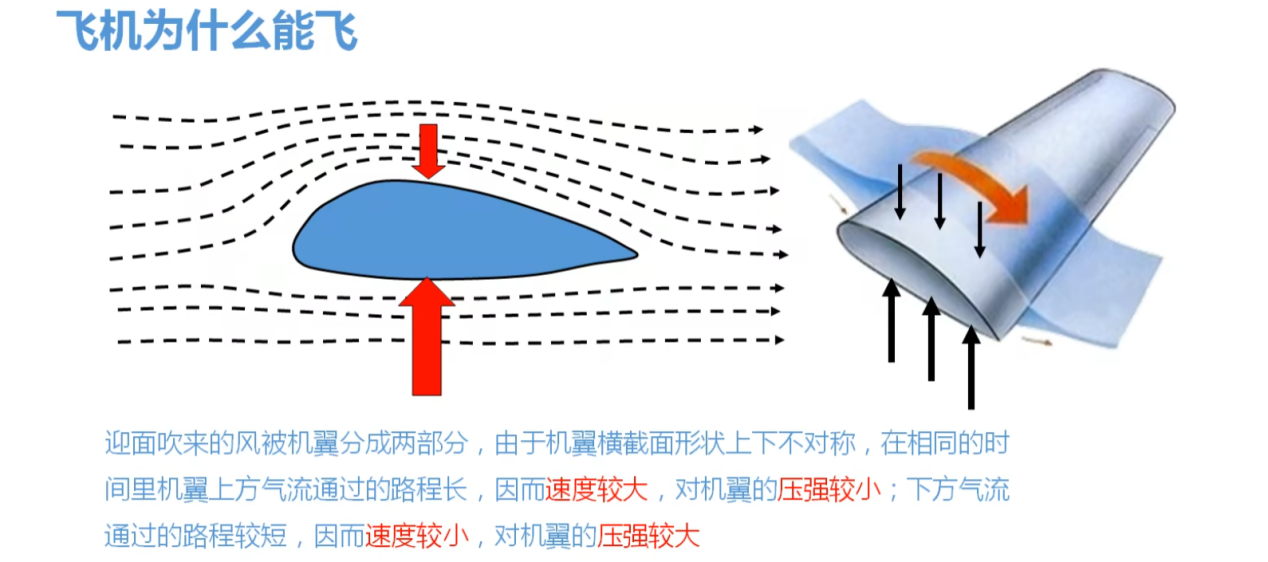 飞机为什么能飞
迎面吹来的风被机翼分成两部分，由于机翼横截面形状上下不对称，在相同的时
间里机翼上方气流通过的路程长，因而速度较大，对机翼的压强较小；下方气流
通过的路程较短，因而速度较小，对机翼的压强较大